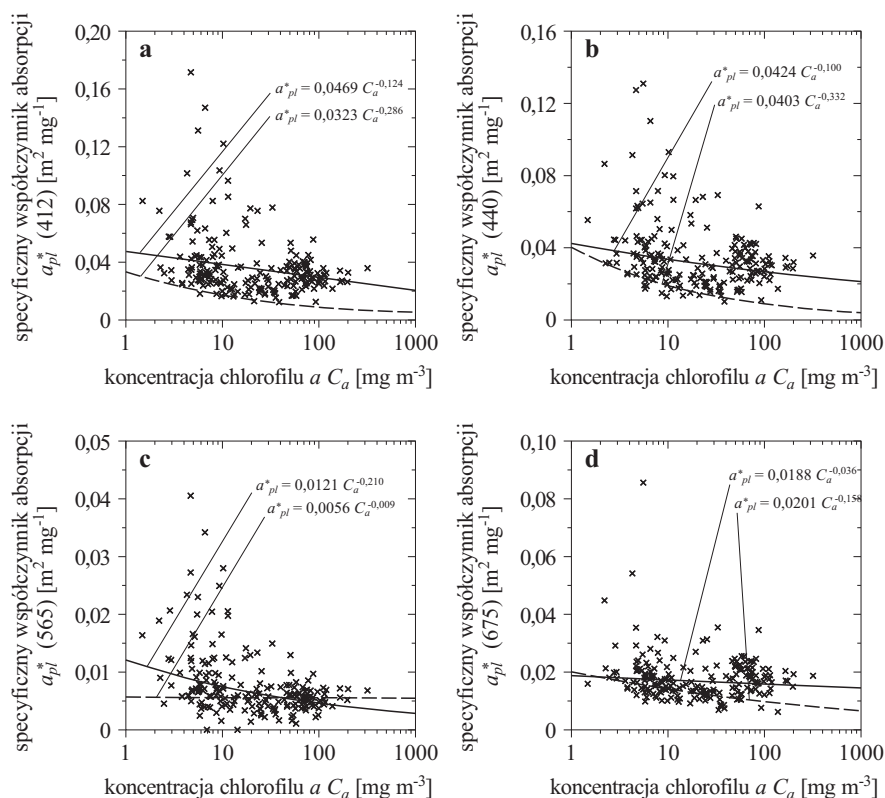 a
specyficzny współczynnik absorpcji
a*pl (412) [m² mg⁻¹]
0,20
0,16
0,12
0,08
0,04
0
a*pl = 0,0469 Ca^-0,124
a*pl = 0,0323 Ca^-0,286
1 10 100 1000
koncentracja chlorofilu a Ca [mg m⁻³]
b
specyficzny współczynnik absorpcji
a*pl (440) [m² mg⁻¹]
0,16
0,12
0,08
0,04
0
a*pl = 0,0424 Ca^-0,100
a*pl = 0,0403 Ca^-0,332
1 10 100 1000
koncentracja chlorofilu a Ca [mg m⁻³]
c
specyficzny współczynnik absorpcji
a*pl (565) [m² mg⁻¹]
0,05
0,04
0,03
0,02
0,01
0
a*pl = 0,0121 Ca^-0,210
a*pl = 0,0056 Ca^-0,009
1 10 100 1000
koncentracja chlorofilu a Ca [mg m⁻³]
d
specyficzny współczynnik absorpcji
a*pl (675) [m² mg⁻¹]
0,10
0,08
0,06
0,04
0,02
0
a*pl = 0,0188 Ca^-0,036
a*pl = 0,0201 Ca^-0,158
1 10 100 1000
koncentracja chlorofilu a Ca [mg m⁻³]